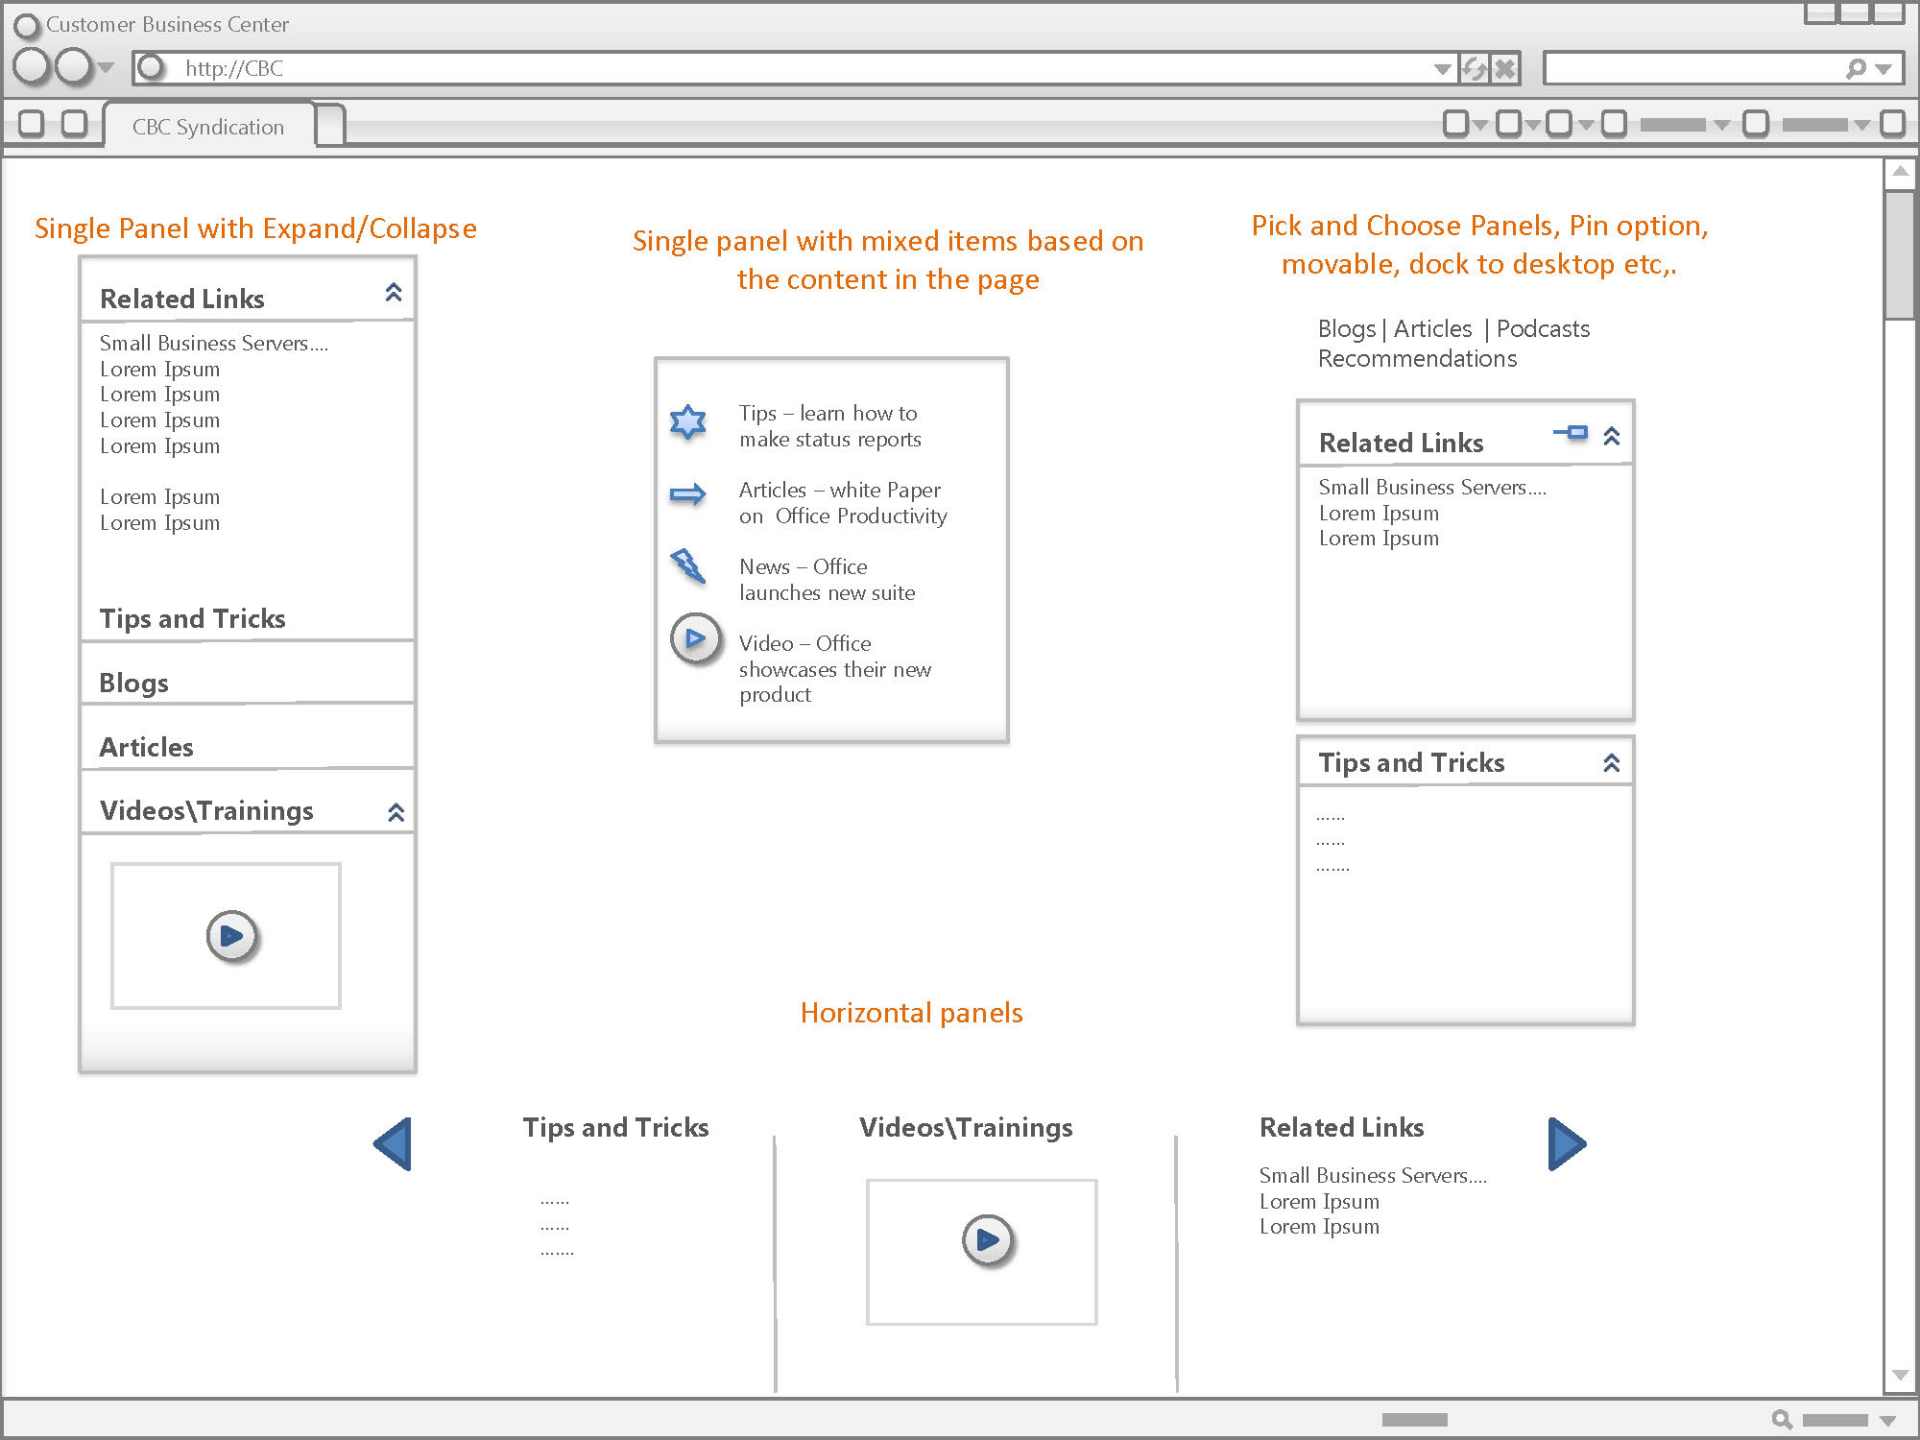 Customer Business Center
http://CBC
CBC Syndication
Single Panel with Expand/Collapse
Related Links
Small Business Servers....
Lorem Ipsum
Lorem Ipsum
Lorem Ipsum
Lorem Ipsum
Lorem Ipsum
Lorem Ipsum
Tips and Tricks
Blogs
Articles
Videos\Trainings
Single panel with mixed items based on
the content in the page
Tips – learn how to
make status reports
Articles – white Paper
on  Office Productivity
News – Office
launches new suite
Video – Office
showcases their new
product
Pick and Choose Panels, Pin option,
movable, dock to desktop etc,.
Blogs | Articles  | Podcasts
Recommendations
Related Links
Small Business Servers....
Lorem Ipsum
Lorem Ipsum
Tips and Tricks
......
......
.......
Horizontal panels
Tips and Tricks
......
......
.......
Videos\Trainings
Related Links
Small Business Servers....
Lorem Ipsum
Lorem Ipsum